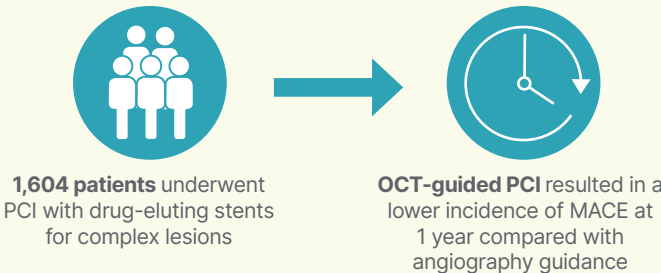 1,604 patients underwent
PCI with drug-eluting stents
for complex lesions
OCT-guided PCI resulted in a
lower incidence of MACE at
1 year compared with
angiography guidance